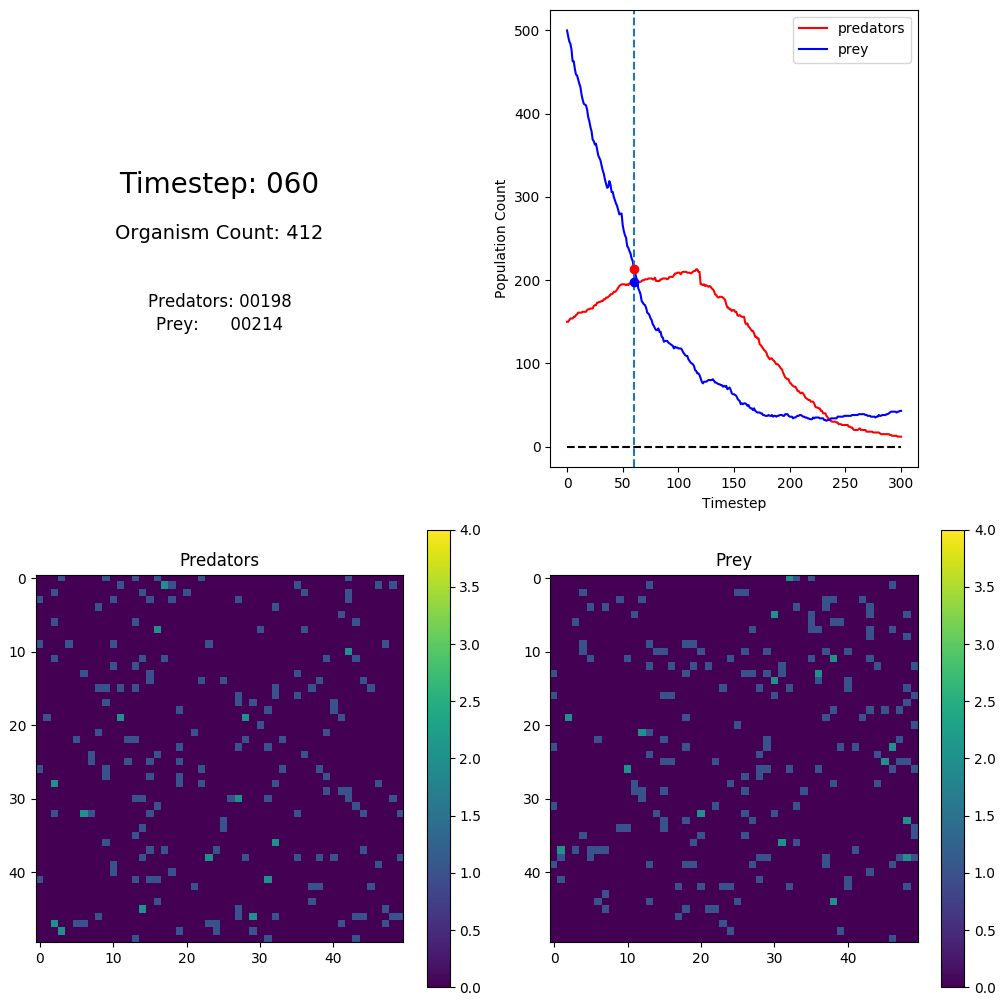 Timestep: 060
Organism Count: 412
Predators: 00198
Prey: 00214
predators
prey
Population Count
500
400
300
200
100
0
0 50 100 150 200 250 300
Timestep
Predators
0
10
20
30
40
0 10 20 30 40
4.0
3.5
3.0
2.5
2.0
1.5
1.0
0.5
0.0
Prey
0
10
20
30
40
0 10 20 30 40
4.0
3.5
3.0
2.5
2.0
1.5
1.0
0.5
0.0